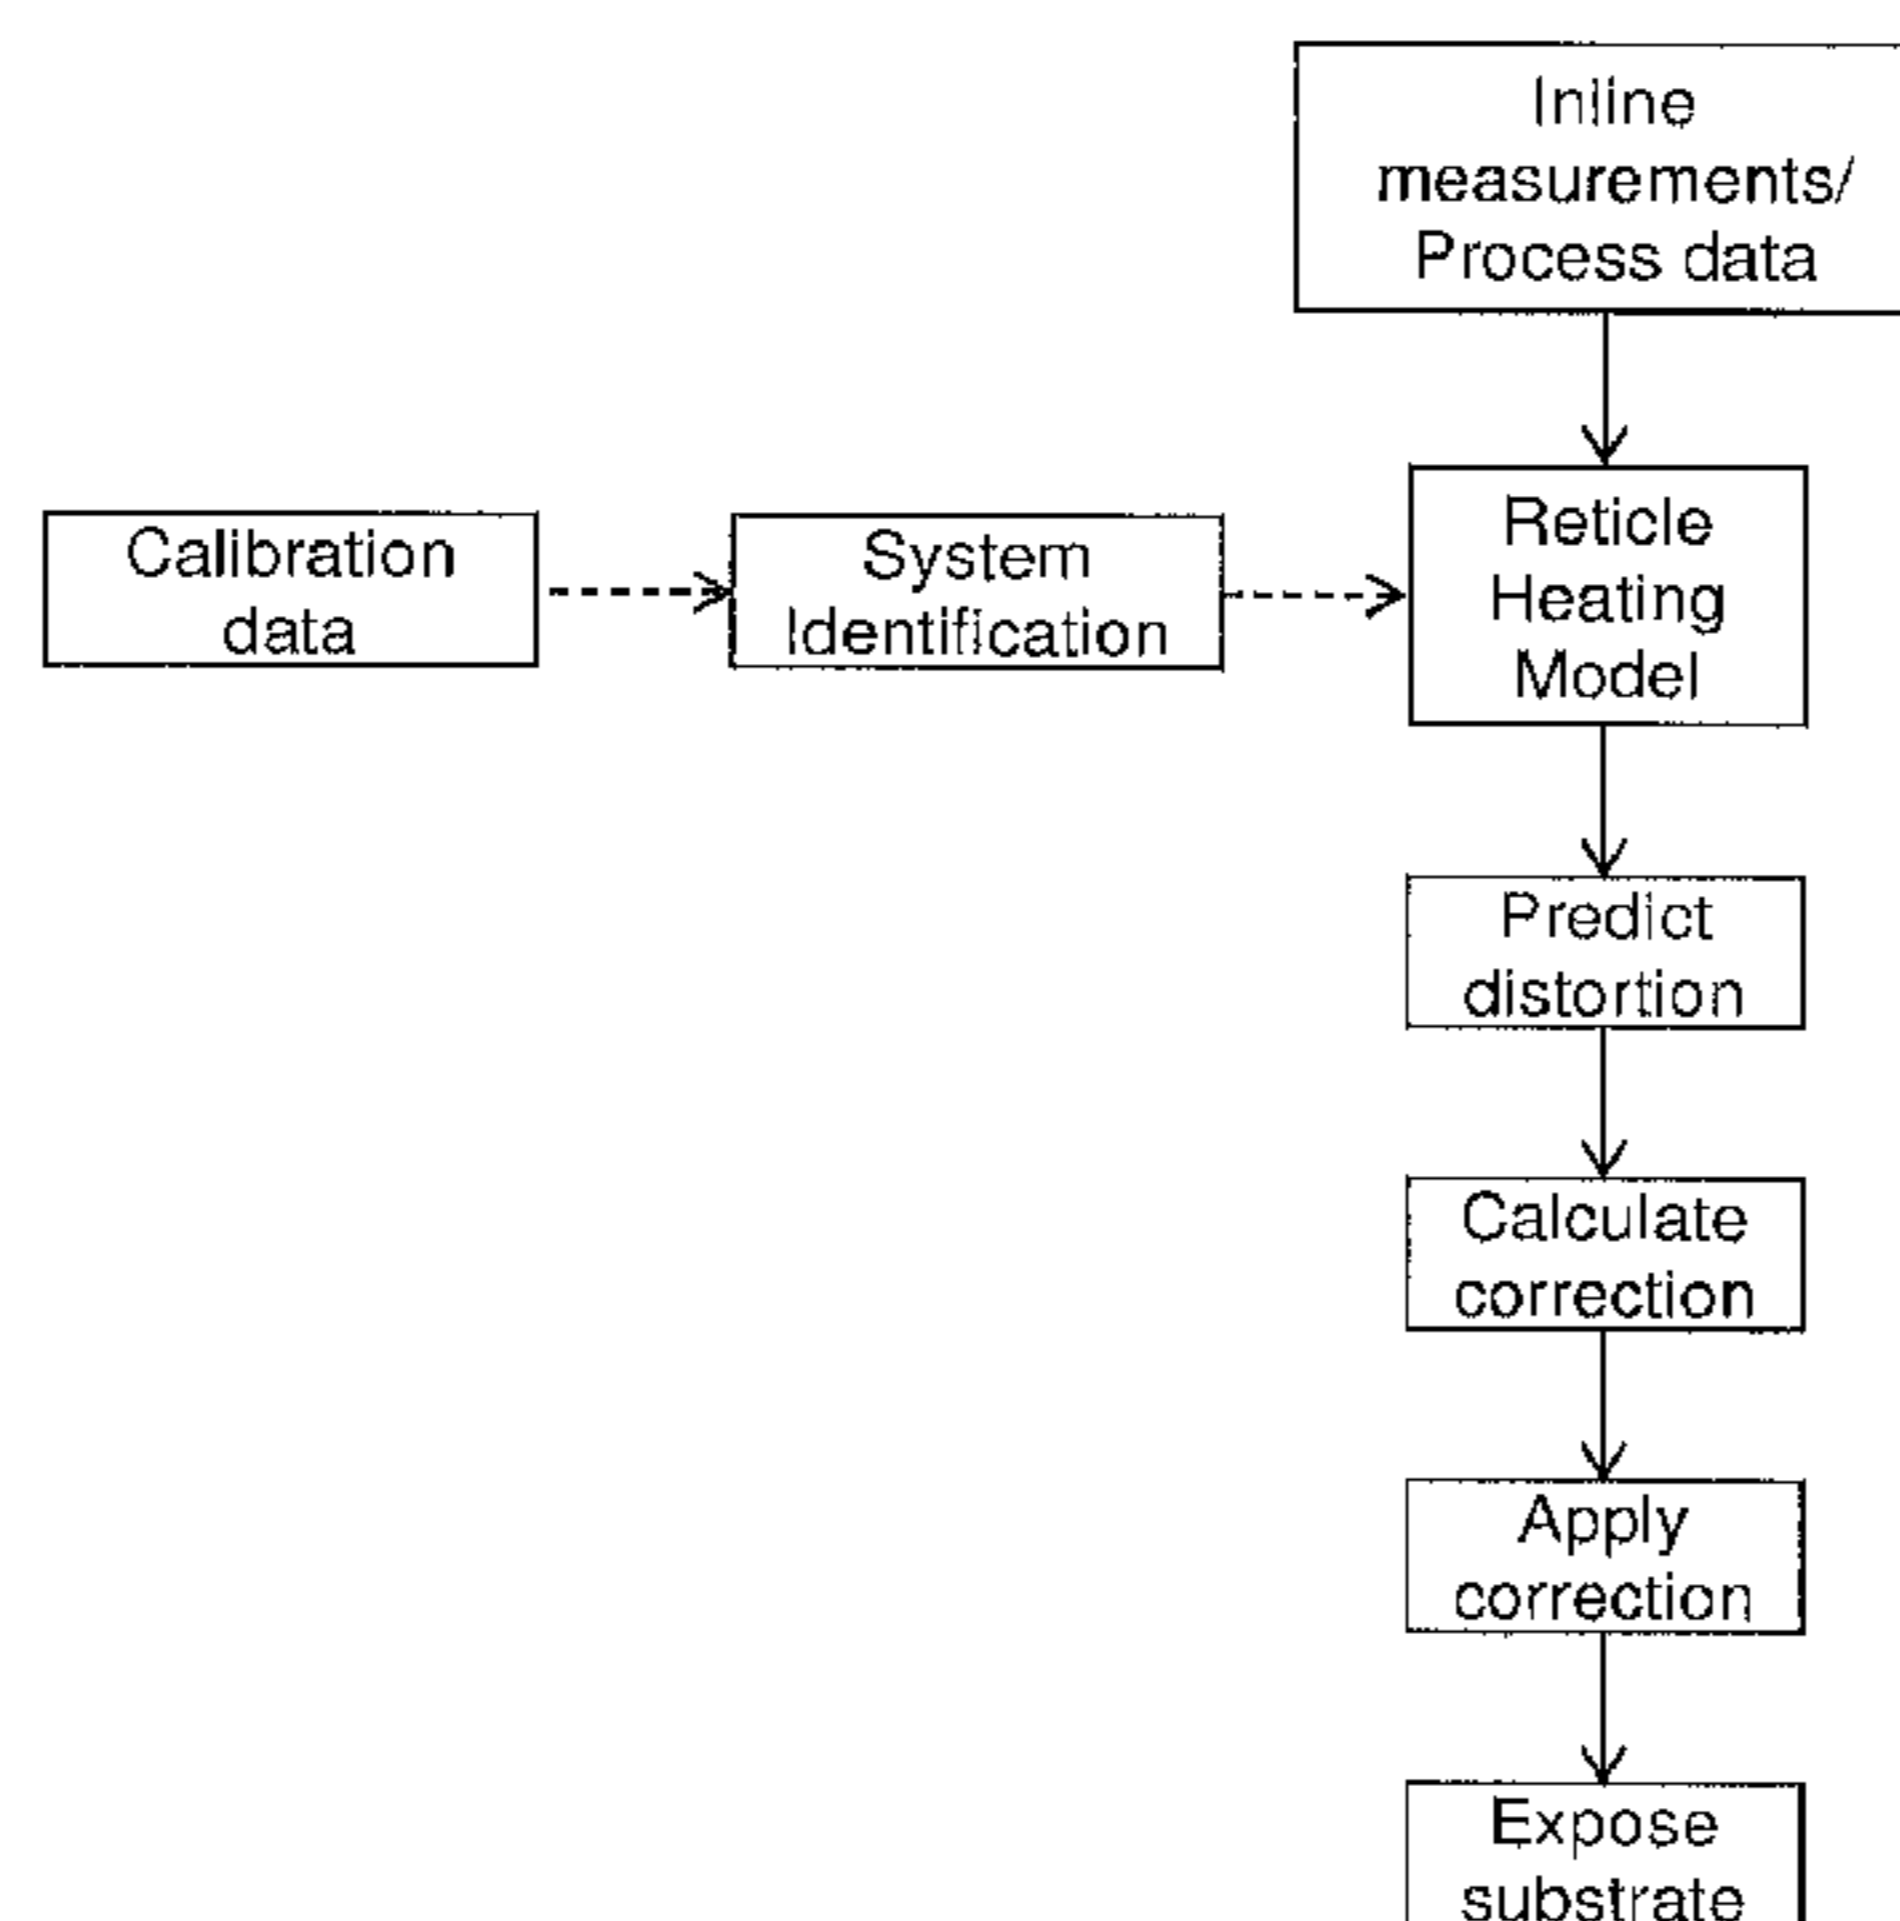 Inline
measurements/
Process data
Calibration
data
System
Identification
Reticle
Heating
Model
Predict
distortion
Calculate
correction
Apply
correction
Expose
substrate